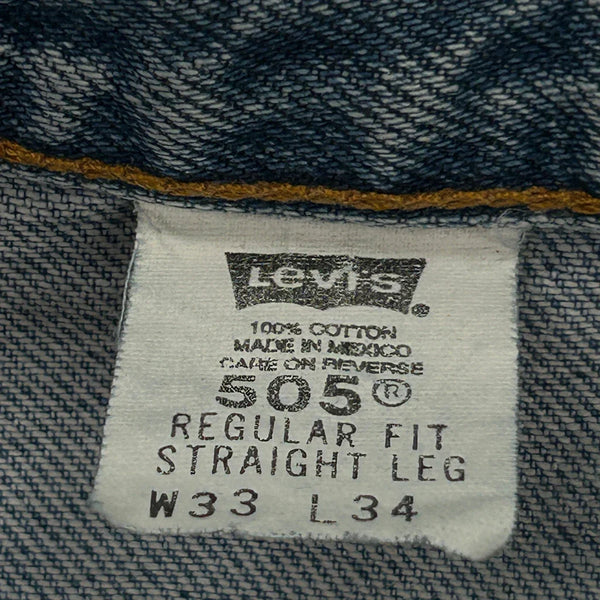 Levi's®
100% COTTON
MADE IN MEXICO
CARE ON REVERSE
505®
REGULAR FIT
STRAIGHT LEG
W33 L34